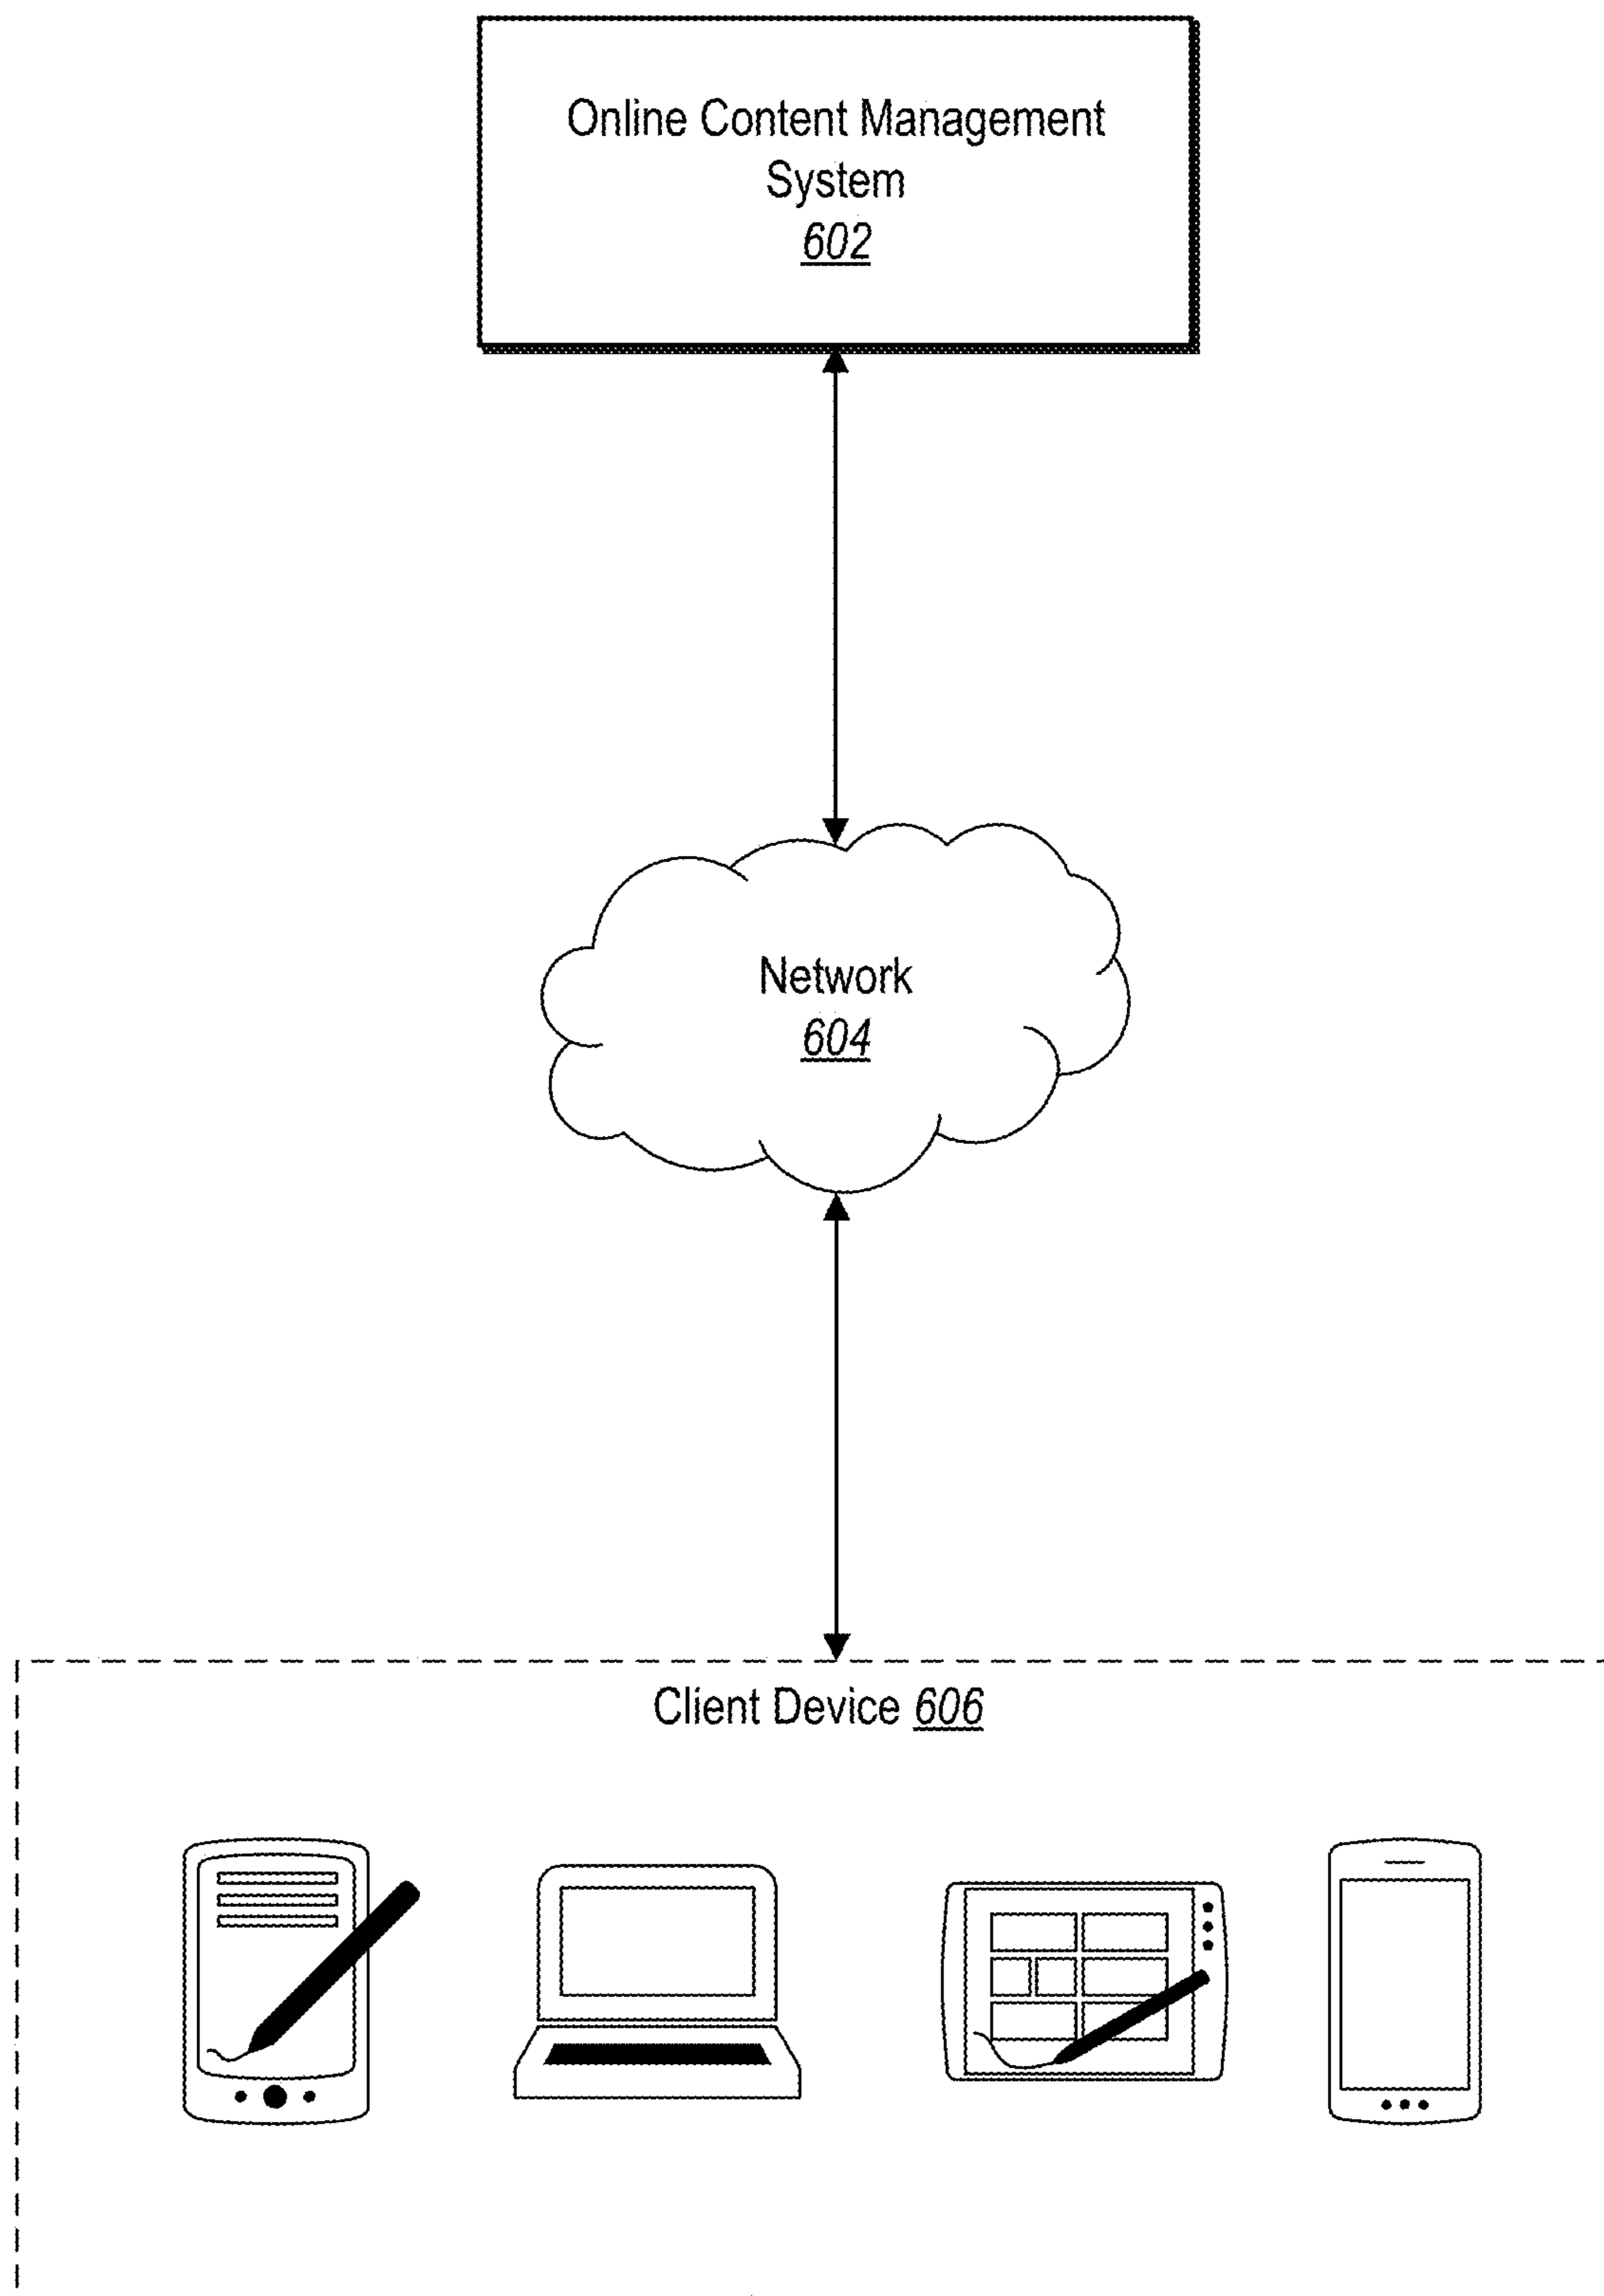 Online Content Management
System
602
Network
604
Client Device 606